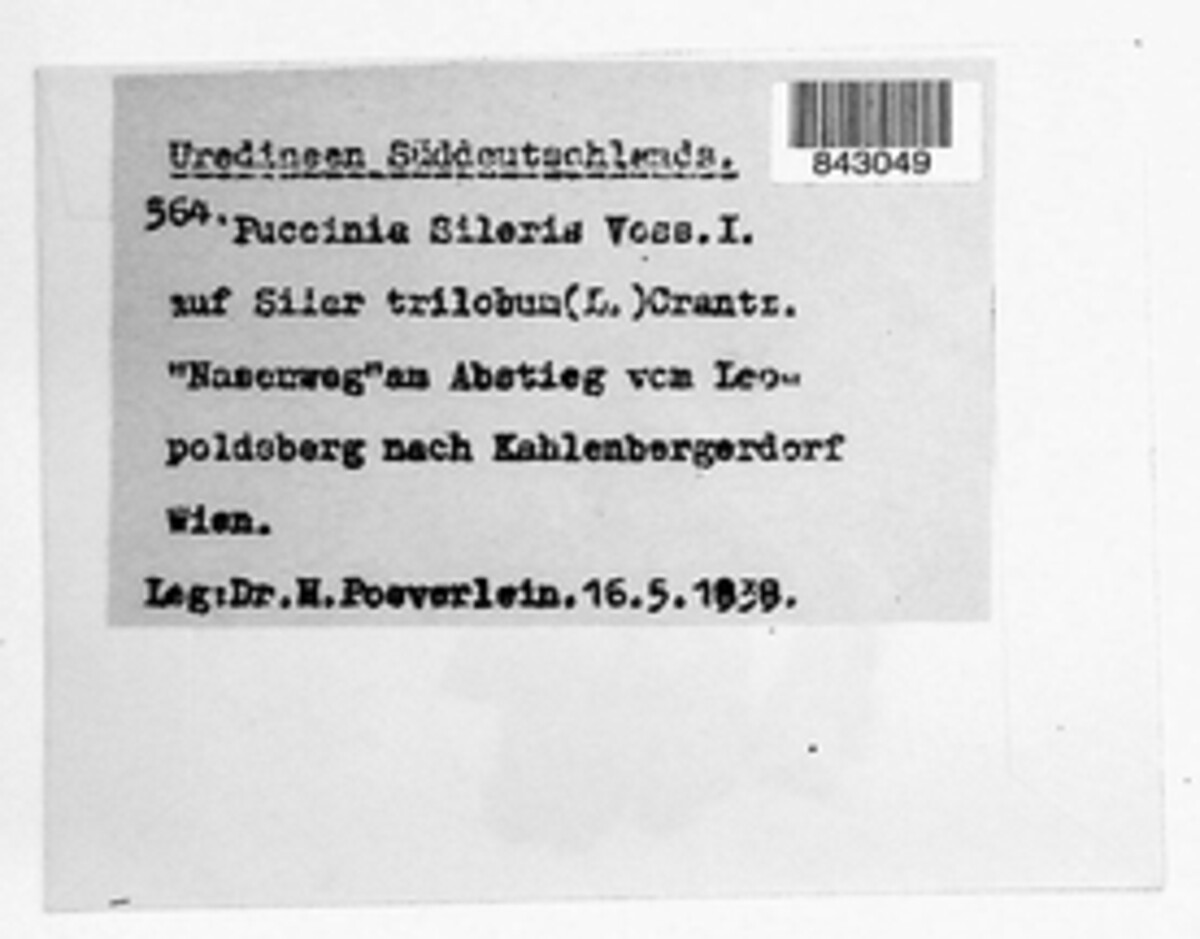 Uredineen Süddeutschlands.
843049
564. Puccinia Sileris Voss.I.
auf Siler trilobum(L.)Crantz.
"Nasenweg"am Abstieg vom Leo-
poldsberg nach Kahlenbergerdorf
Wien.
Leg:Dr.H.Poeverlein.16.5.1939.